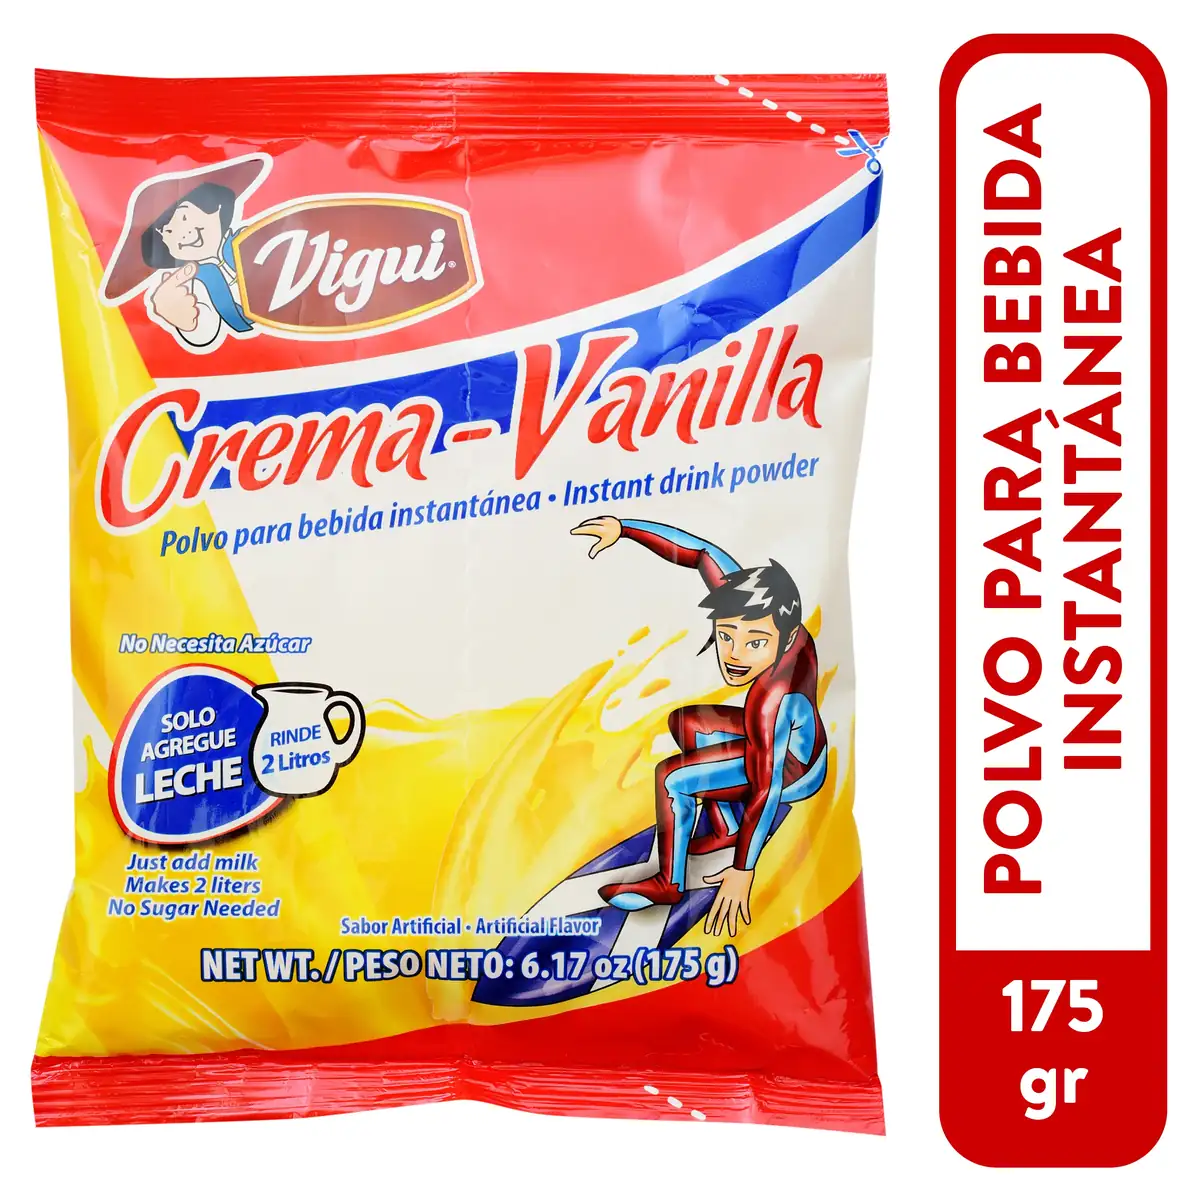 Vigui®
Crema-Vanilla
Polvo para bebida instantánea • Instant drink powder
No Necesita Azúcar
SOLO
AGREGUE
LECHE
RINDE
2 Litros
Just add milk
Makes 2 liters
No Sugar Needed
Sabor Artificial • Artificial Flavor
NET WT./PESO NETO: 6.17 oz (175 g)
POLVO PARÁ BEBIDA
INSTANTÁNEA
175
gr